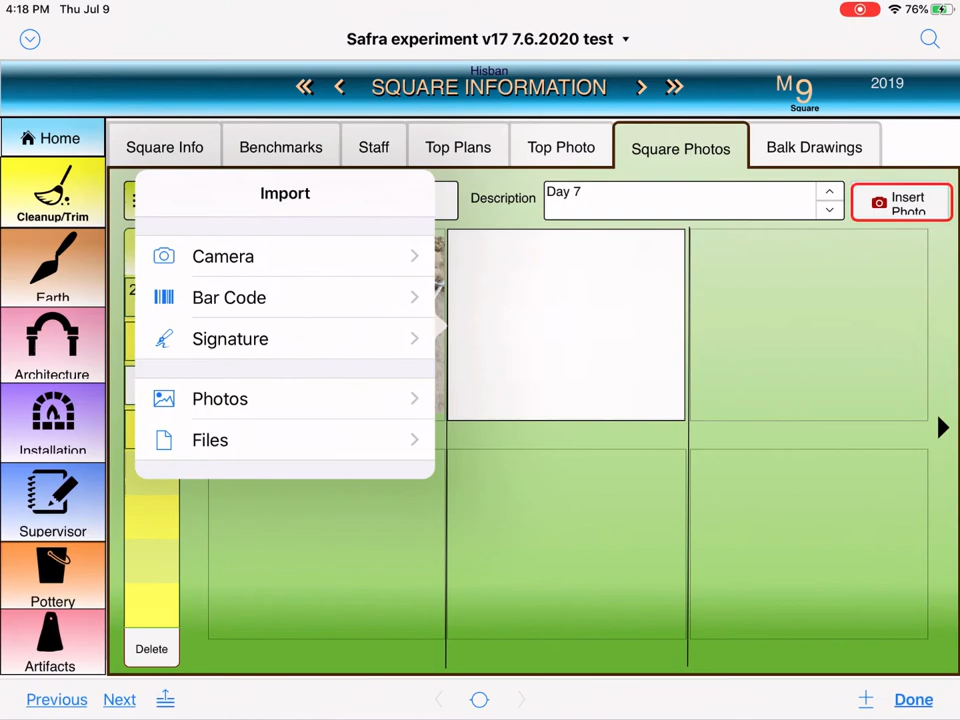 4:18 PM Thu Jul 9
76%
Safra experiment v17 7.6.2020 test
Hisban
SQUARE INFORMATION
M9
Square
2019
Home
Square Info
Benchmarks
Staff
Top Plans
Top Photo
Square Photos
Balk Drawings
Cleanup/Trim
Import
Description
Day 7
Insert
Photo
Camera
Bar Code
Signature
Photos
Files
2
Earth
Architecture
Installation
Supervisor
Pottery
Artifacts
Delete
Previous
Next
Done